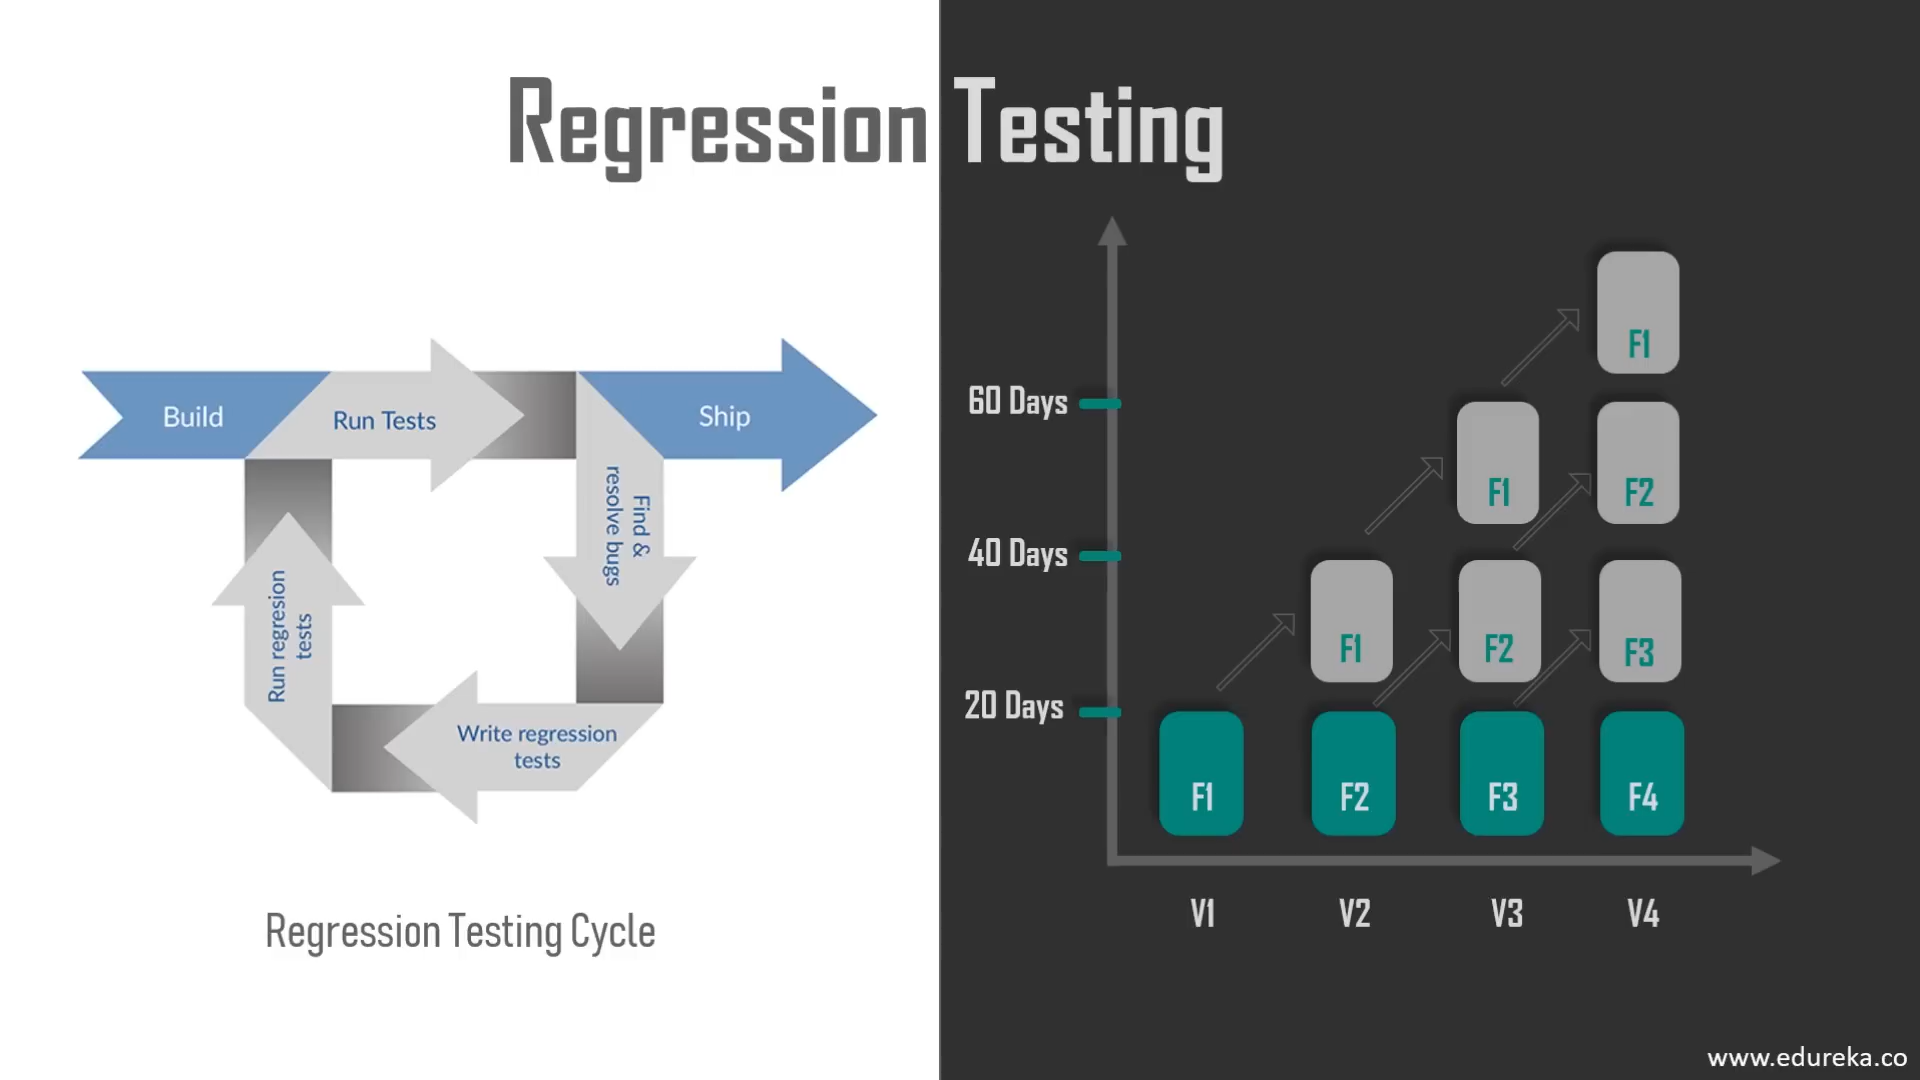 Regression Testing
Build
Run Tests
Ship
Find &
resolve bugs
Write regression
tests
Run regresion
tests
Regression Testing Cycle
60 Days
40 Days
20 Days
F1
F1
F2
F1
F2
F3
F1
F2
F3
F4
V1
V2
V3
V4
www.edureka.co